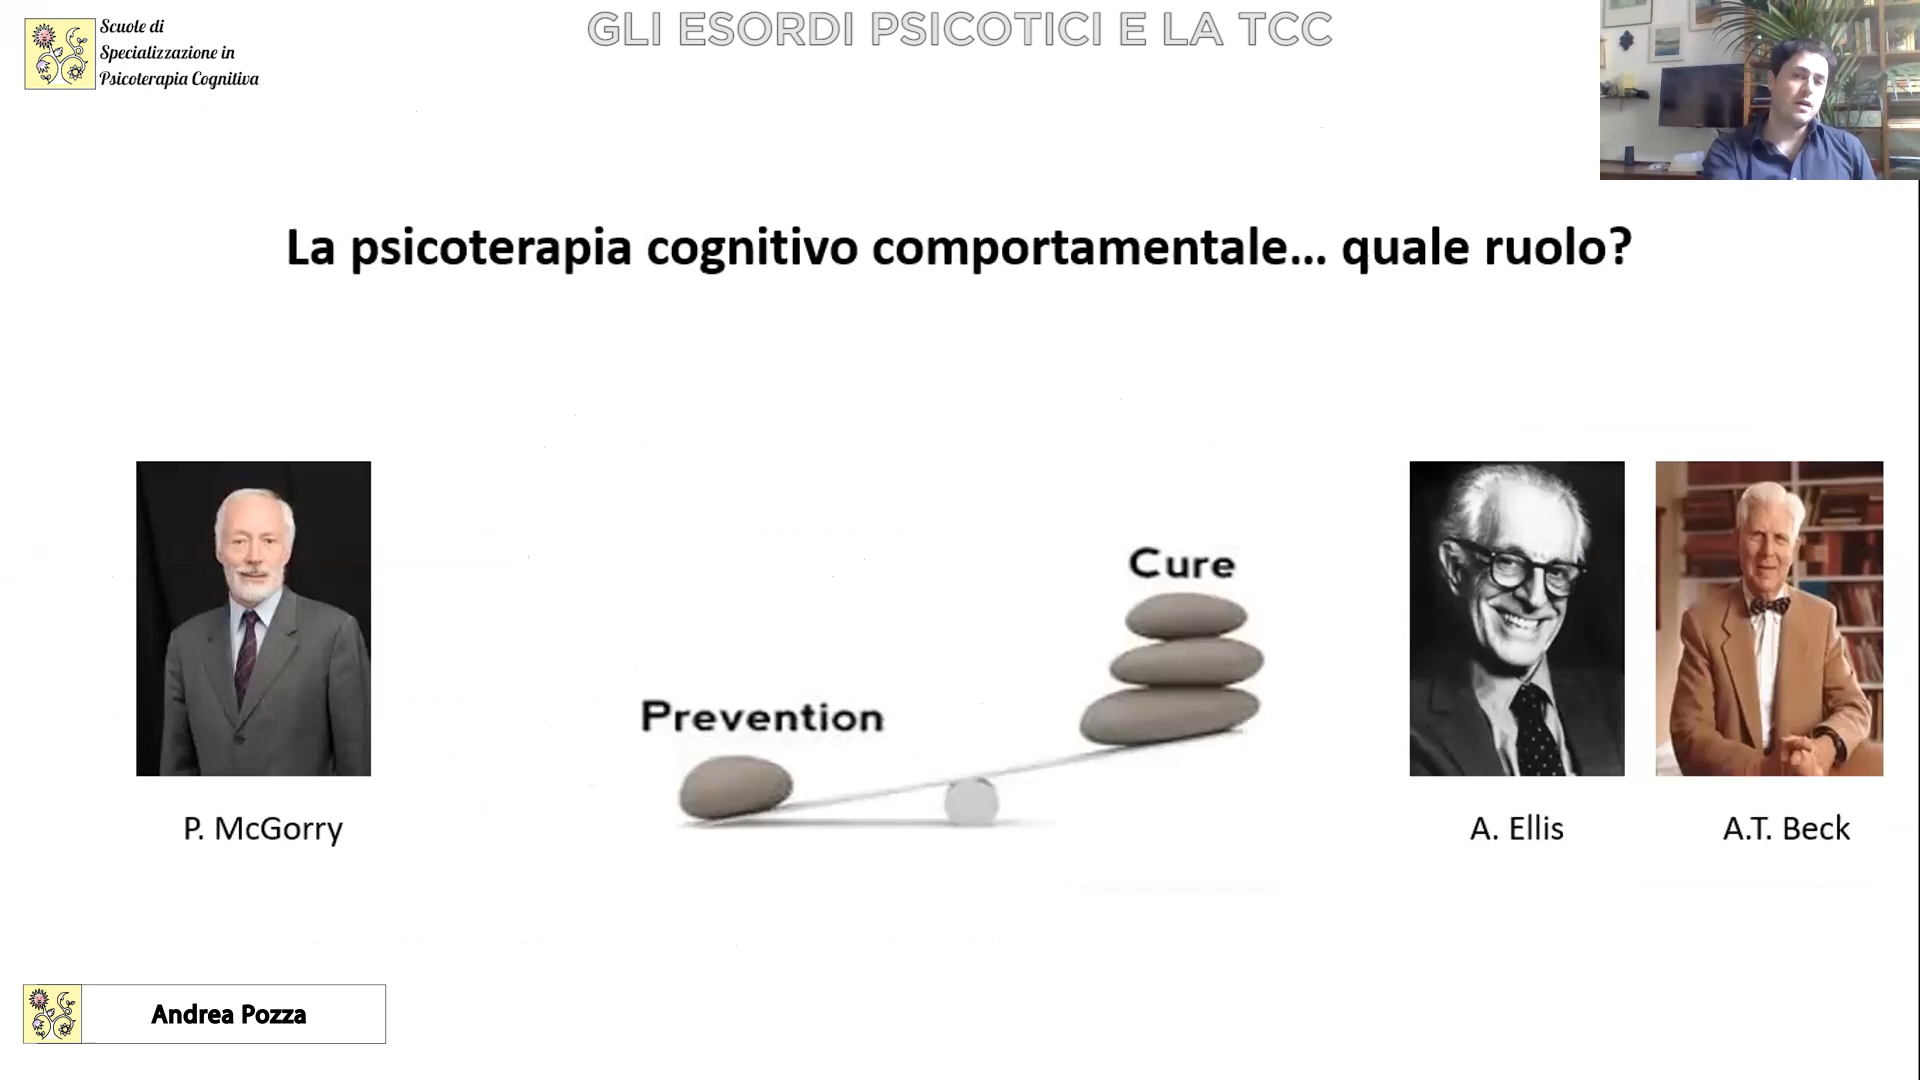 Scuole di
Specializzazione in
Psicoterapia Cognitiva
GLI ESORDI PSICOTICI E LA TCC
La psicoterapia cognitivo comportamentale... quale ruolo?
Cure
Prevention
P. McGorry
A. Ellis
A.T. Beck
Andrea Pozza